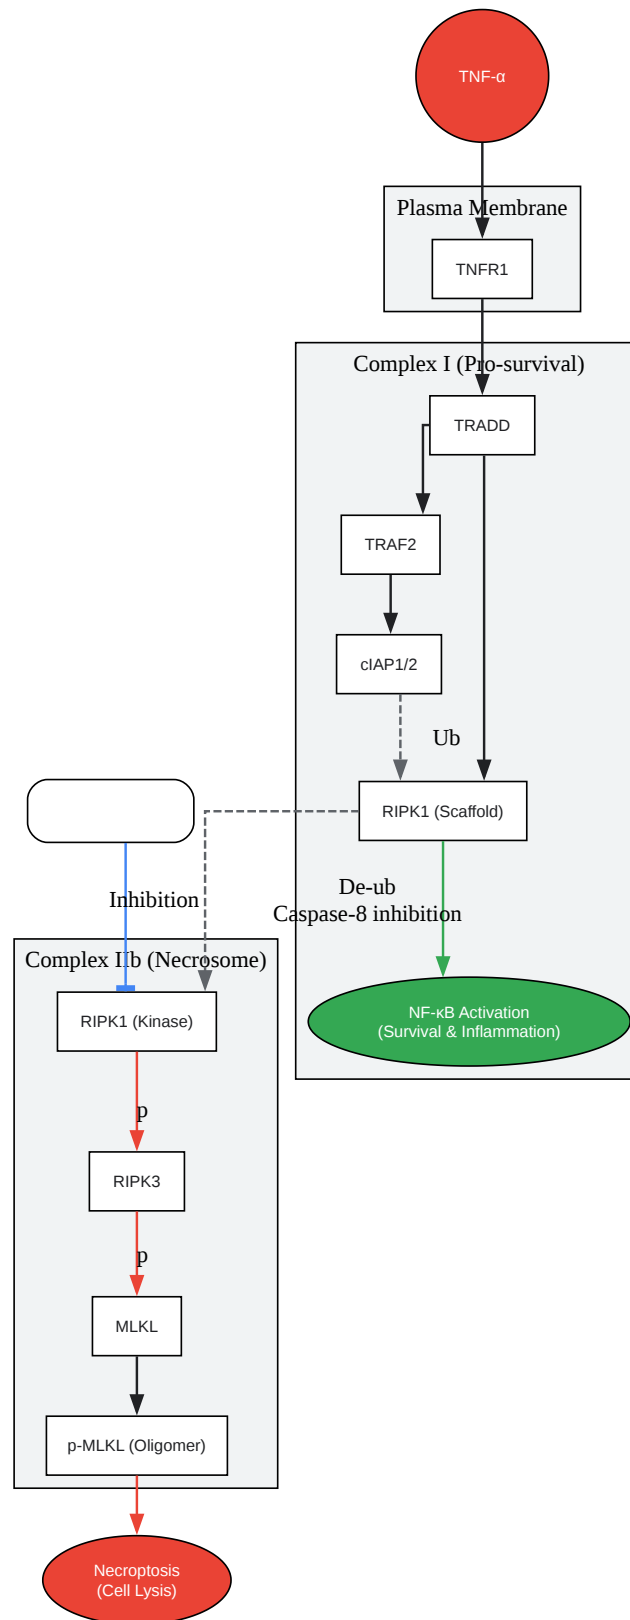 TNF-α
Plasma Membrane
TNFR1
Complex I (Pro-survival)
TRADD
TRAF2
cIAP1/2
Ub
RIPK1 (Scaffold)
De-ub
Caspase-8 inhibition
Inhibition
Complex IIb (Necrosome)
RIPK1 (Kinase)
NF-κB Activation
(Survival & Inflammation)
p
RIPK3
p
MLKL
p-MLKL (Oligomer)
Necroptosis
(Cell Lysis)